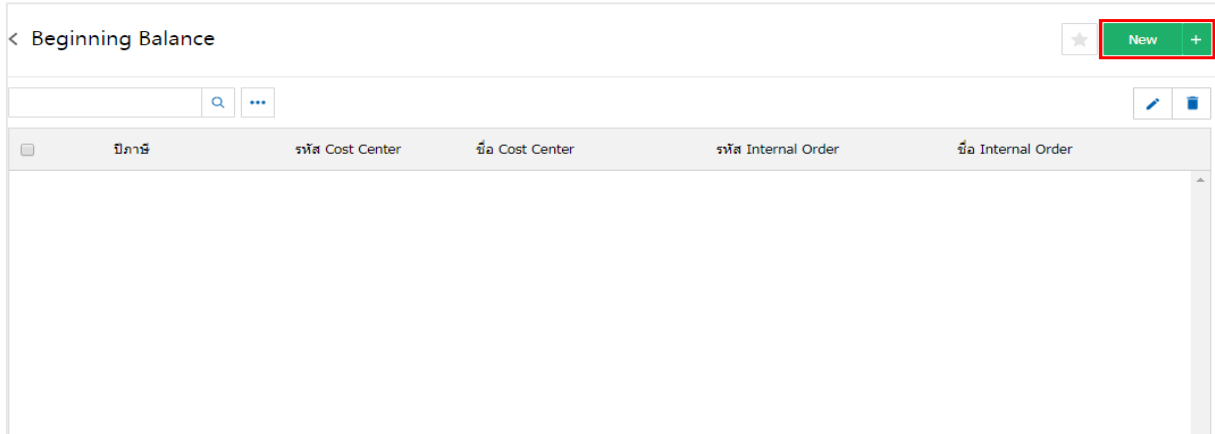 < Beginning Balance
New +
ปีภาษี รหัส Cost Center ชื่อ Cost Center รหัส Internal Order ชื่อ Internal Order